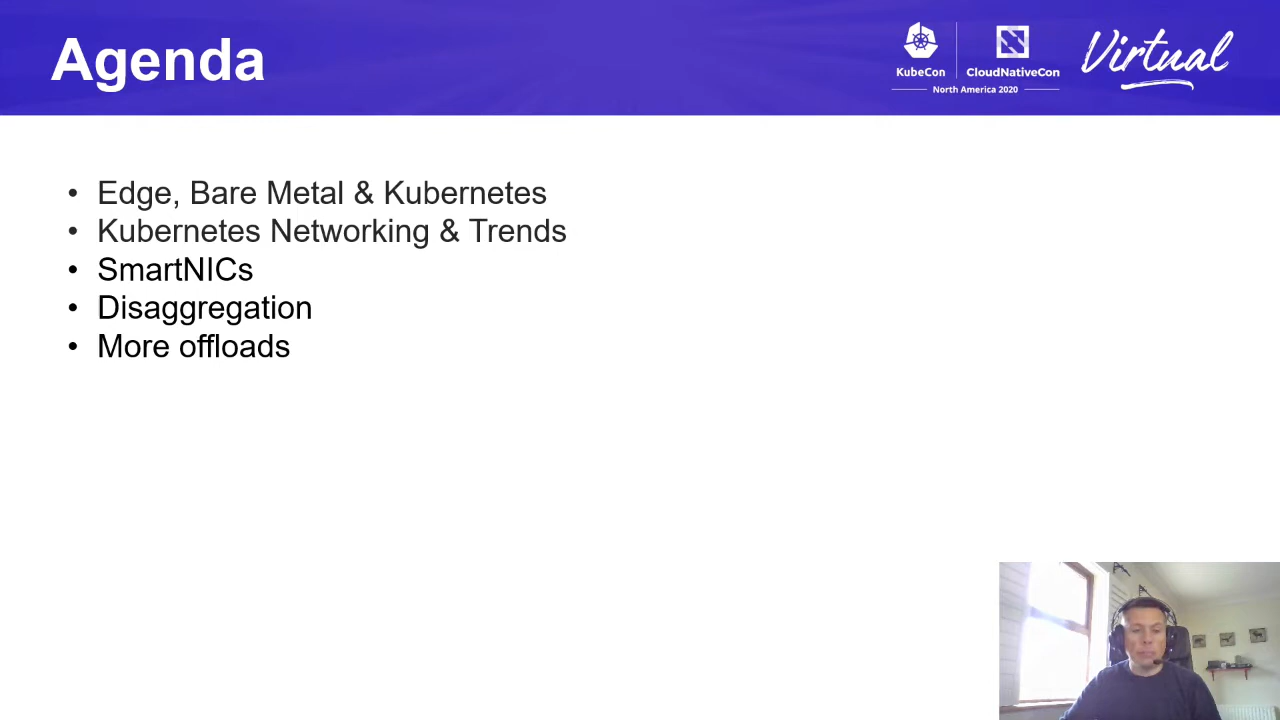 Agenda
KubeCon
CloudNativeCon
North America 2020
Virtual
• Edge, Bare Metal & Kubernetes
• Kubernetes Networking & Trends
• SmartNICs
• Disaggregation
• More offloads